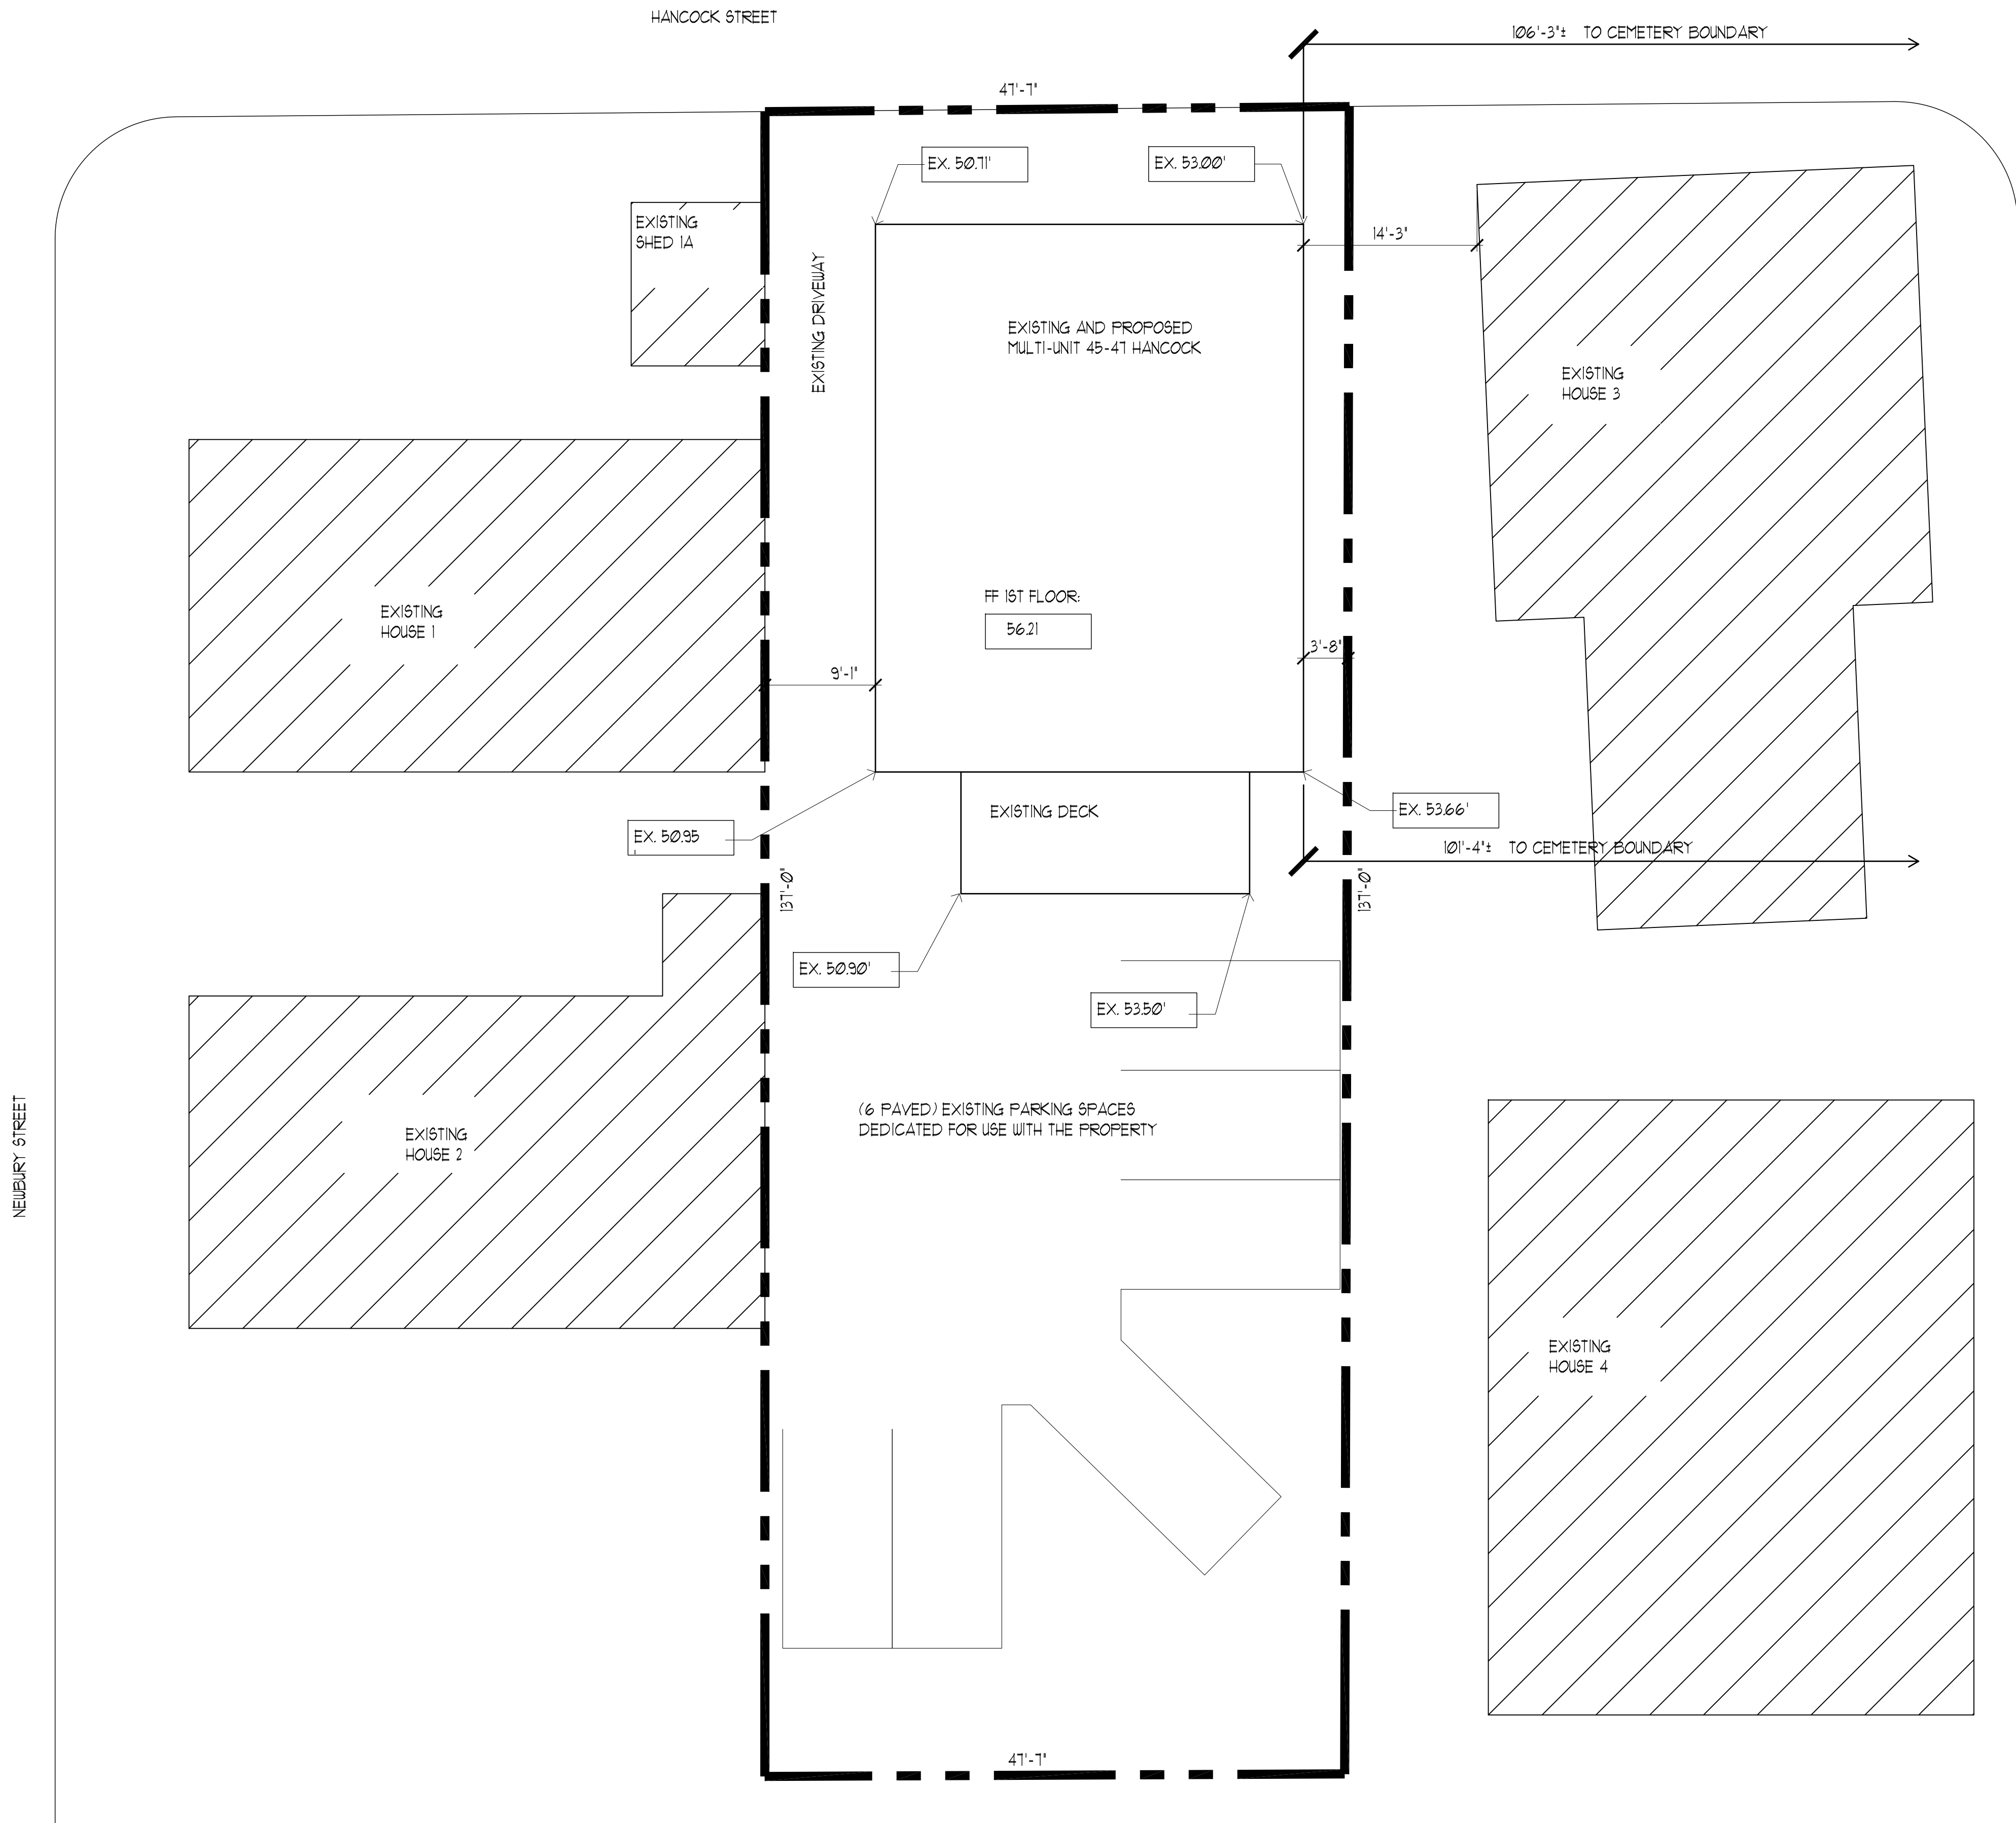 HANCOCK STREET
106'-3"± TO CEMETERY BOUNDARY
47'-7"
EX. 50.71'
EX. 53.00'
EXISTING
SHED 1A
14'-3"
EXISTING DRIVEWAY
EXISTING AND PROPOSED
MULTI-UNIT 45-47 HANCOCK
EXISTING
HOUSE 3
FF 1ST FLOOR:
56.21
EXISTING
HOUSE 1
3'-8"
9'-1"
EXISTING DECK
EX. 53.66'
EX. 50.95'
101'-4"± TO CEMETERY BOUNDARY
137'-0"
137'-0"
EX. 50.90'
EX. 53.50'
(6 PAVED) EXISTING PARKING SPACES
DEDICATED FOR USE WITH THE PROPERTY
EXISTING
HOUSE 2
NEWBURY STREET
EXISTING
HOUSE 4
47'-7"